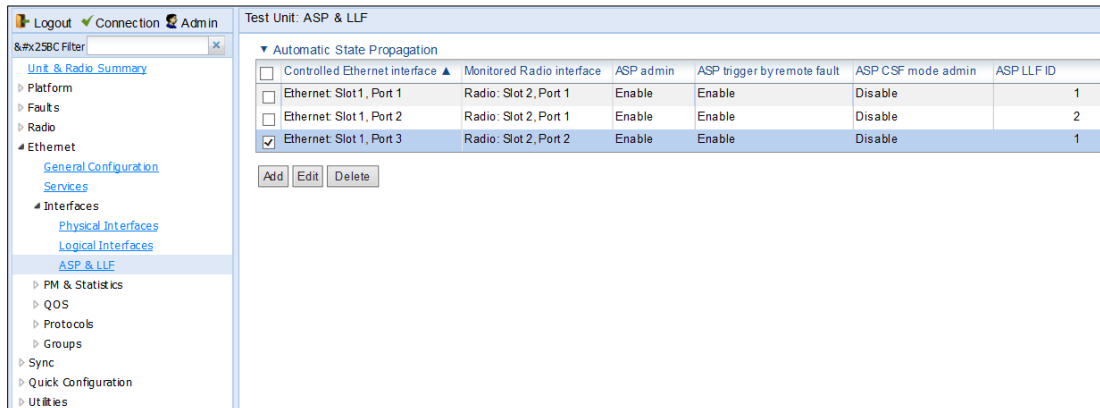 Logout Connection Admin
&#x25BC Filter
Unit & Radio Summary
Platform
Faults
Radio
Ethernet
General Configuration
Services
Interfaces
Physical Interfaces
Logical Interfaces
ASP & LLF
PM & Statistics
QOS
Protocols
Groups
Sync
Quick Configuration
Utilities
Test Unit: ASP & LLF
▼ Automatic State Propagation
Controlled Ethernet interface ▲ Monitored Radio interface ASP admin ASP trigger by remote fault ASP CSF mode admin ASP LLF ID
Ethernet: Slot 1, Port 1 Radio: Slot 2, Port 1 Enable Enable Disable 1
Ethernet: Slot 1, Port 2 Radio: Slot 2, Port 1 Enable Enable Disable 2
Ethernet: Slot 1, Port 3 Radio: Slot 2, Port 2 Enable Enable Disable 1
Add Edit Delete